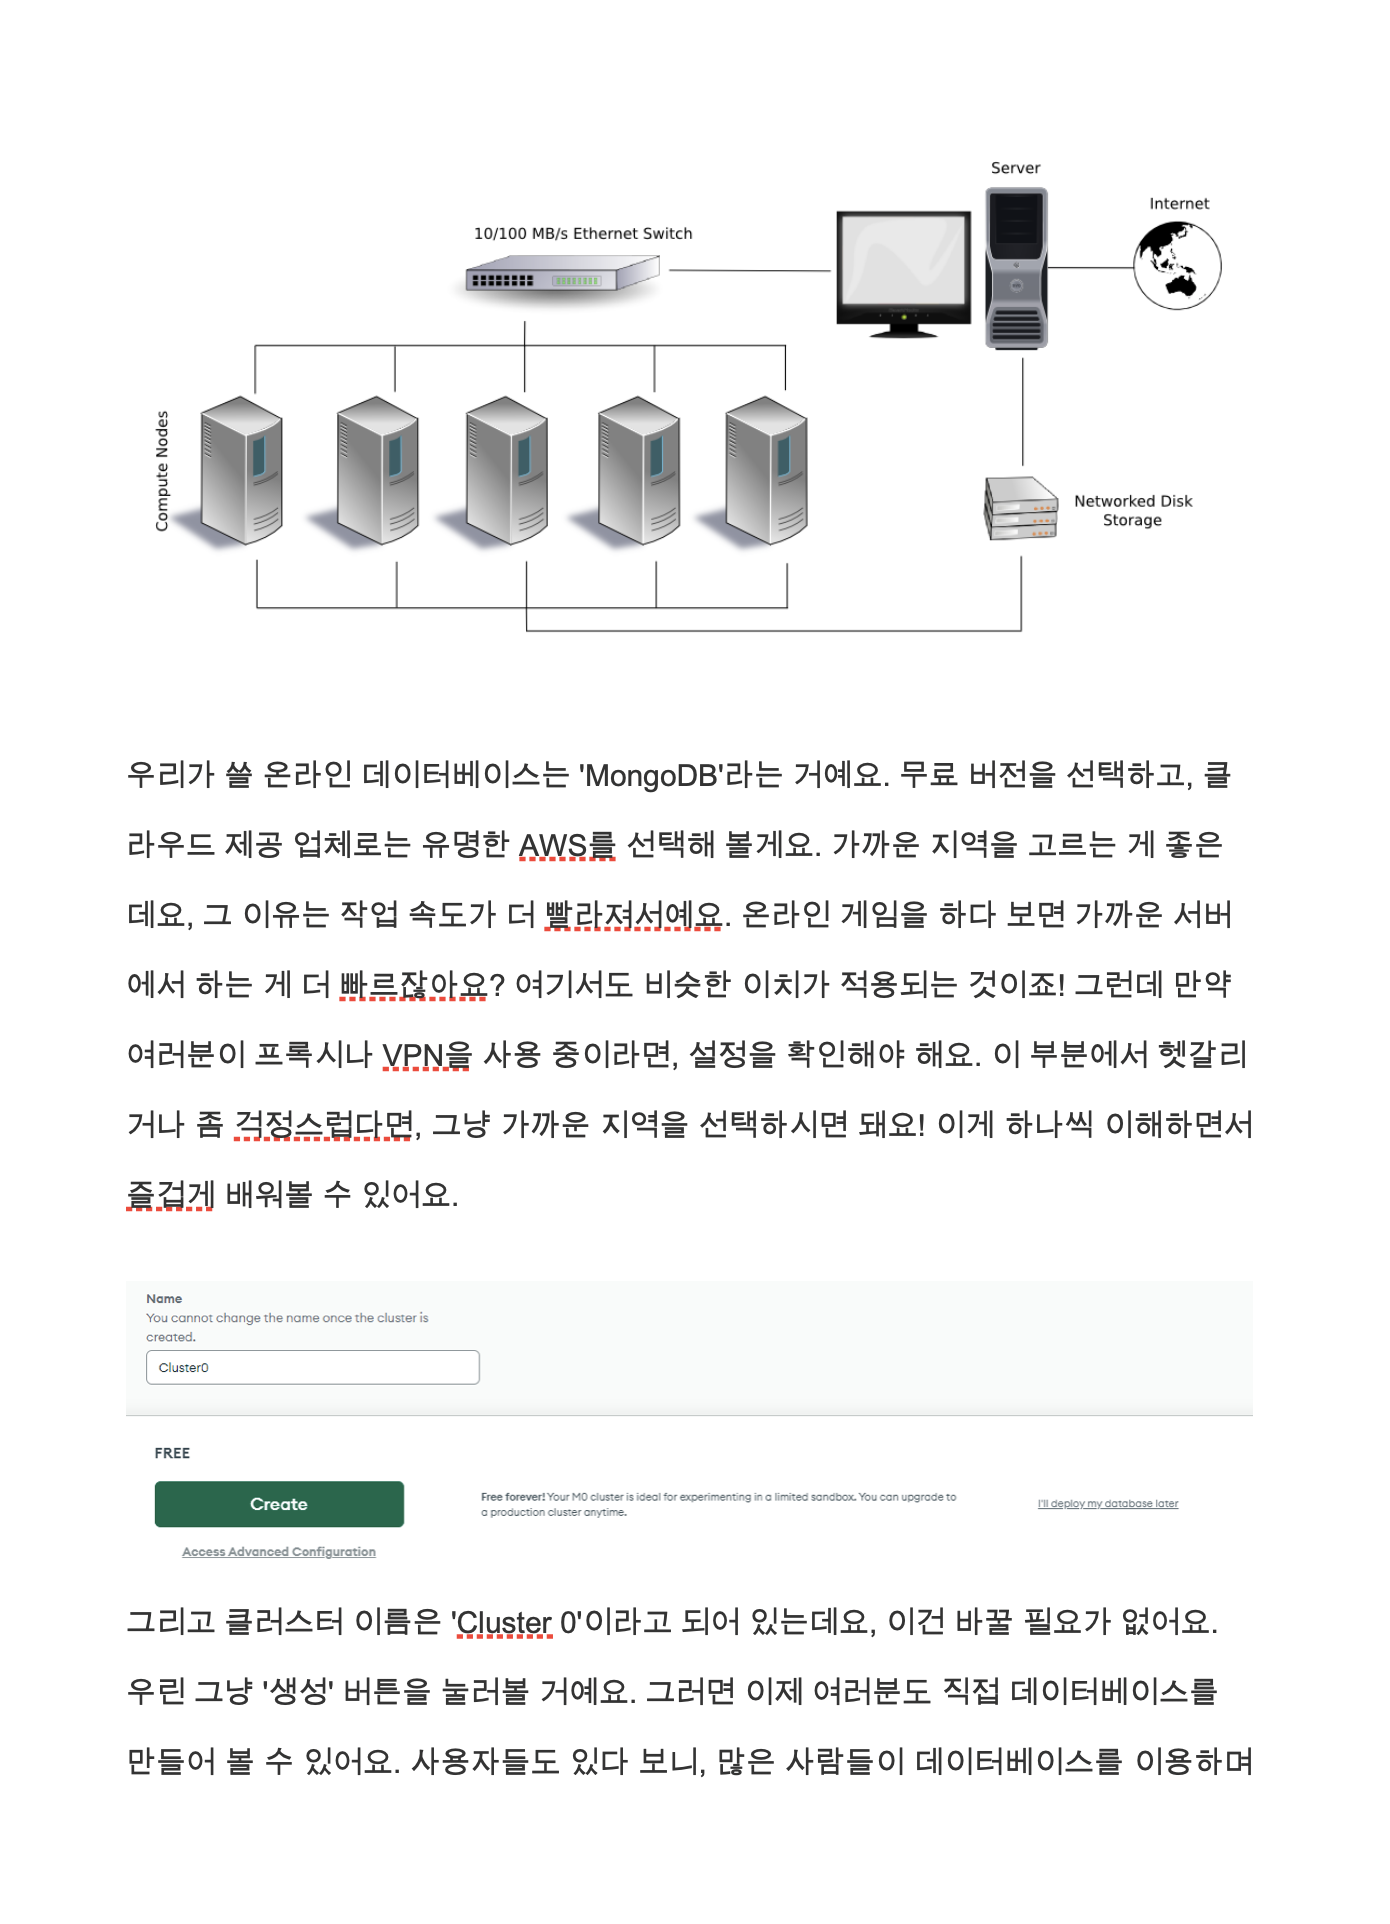 Server
Internet
10/100 MB/s Ethernet Switch
Compute Nodes
Networked Disk
Storage
우리가 쓸 온라인 데이터베이스는 'MongoDB'라는 거예요. 무료 버전을 선택하고, 클
라우드 제공 업체로는 유명한 AWS를 선택해 볼게요. 가까운 지역을 고르는 게 좋은
데요, 그 이유는 작업 속도가 더 빨라져서예요. 온라인 게임을 하다 보면 가까운 서버
에서 하는 게 더 빠르잖아요? 여기서도 비슷한 이치가 적용되는 것이죠! 그런데 만약
여러분이 프록시나 VPN을 사용 중이라면, 설정을 확인해야 해요. 이 부분에서 헷갈리
거나 좀 걱정스럽다면, 그냥 가까운 지역을 선택하시면 돼요! 이게 하나씩 이해하면서
즐겁게 배워볼 수 있어요.
Name
You cannot change the name once the cluster is
created.
Cluster0
FREE
Create
Free forever! Your M0 cluster is ideal for experimenting in a limited sandbox. You can upgrade to
a production cluster anytime.
I'll deploy my database later
Access Advanced Configuration
그리고 클러스터 이름은 'Cluster 0'이라고 되어 있는데요, 이건 바꿀 필요가 없어요.
우린 그냥 '생성' 버튼을 눌러볼 거예요. 그러면 이제 여러분도 직접 데이터베이스를
만들어 볼 수 있어요. 사용자들도 있다 보니, 많은 사람들이 데이터베이스를 이용하며